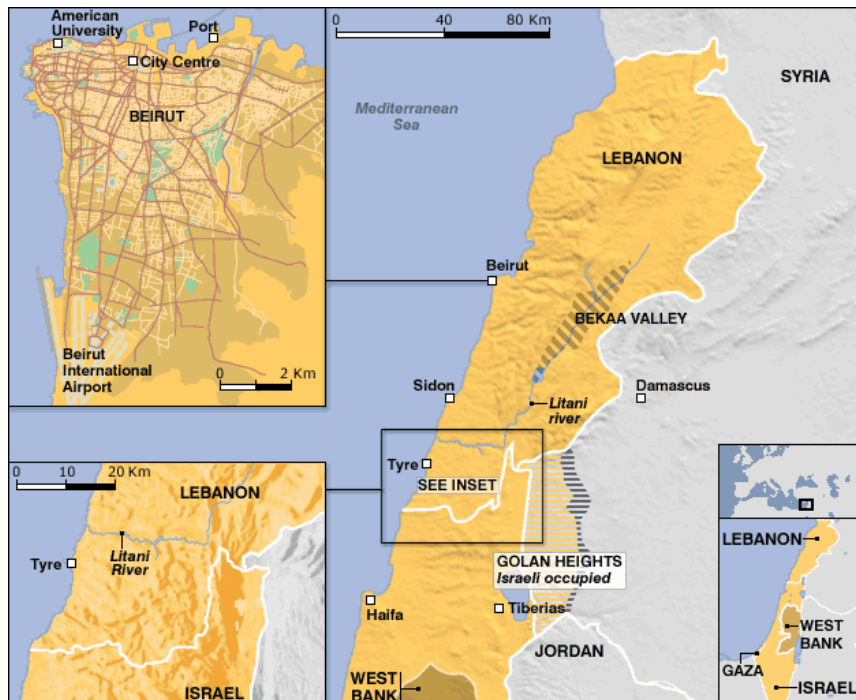 American
University
Port
City Centre
BEIRUT
Beirut
International
Airport
0 2 Km
0 40 80 Km
Mediterranean
Sea
SYRIA
LEBANON
Beirut
BEKAA VALLEY
Sidon
Damascus
Litani
river
Tyre
SEE INSET
GOLAN HEIGHTS
Israeli occupied
Haifa
Tiberias
JORDAN
WEST
BANK
0 10 20 Km
LEBANON
Litani
River
Tyre
ISRAEL
LEBANON
WEST
BANK
GAZA
ISRAEL